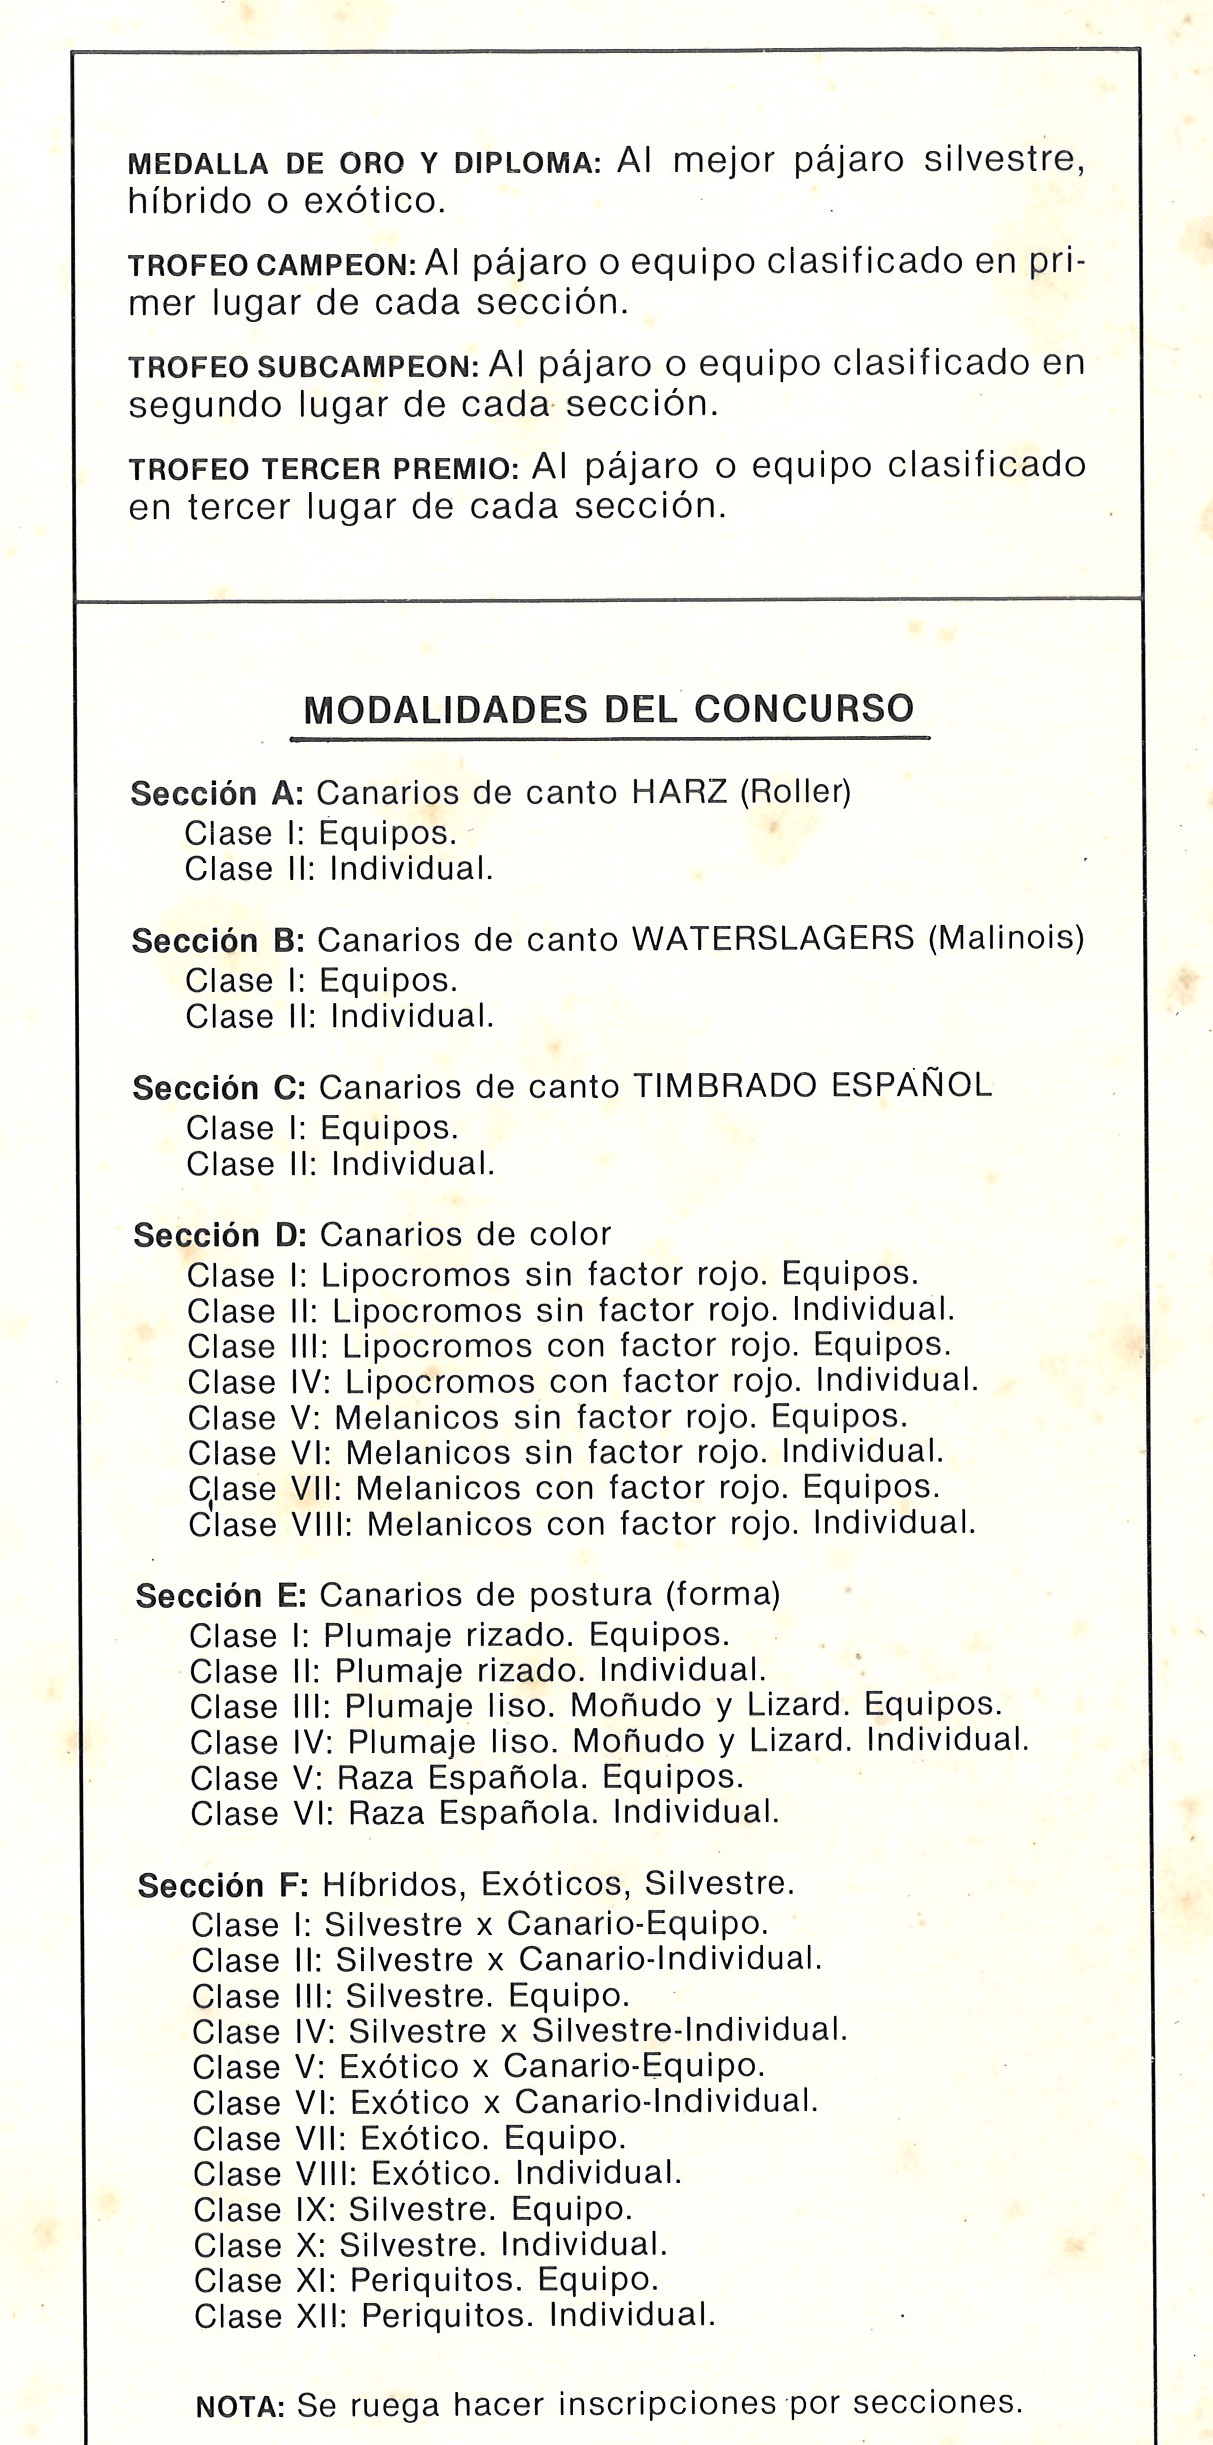 MEDALLA DE ORO Y DIPLOMA: Al mejor pájaro silvestre,
híbrido o exótico.
TROFEO CAMPEON: Al pájaro o equipo clasificado en pri-
mer lugar de cada sección.
TROFEO SUBCAMPEON: Al pájaro o equipo clasificado en
segundo lugar de cada sección.
TROFEO TERCER PREMIO: Al pájaro o equipo clasificado
en tercer lugar de cada sección.
MODALIDADES DEL CONCURSO
Sección A: Canarios de canto HARZ (Roller)
Clase I: Equipos.
Clase II: Individual.
Sección B: Canarios de canto WATERSLAGERS (Malinois)
Clase I: Equipos.
Clase II: Individual.
Sección C: Canarios de canto TIMBRADO ESPAÑOL
Clase I: Equipos.
Clase II: Individual.
Sección D: Canarios de color
Clase I: Lipocromos sin factor rojo. Equipos.
Clase II: Lipocromos sin factor rojo. Individual.
Clase III: Lipocromos con factor rojo. Equipos.
Clase IV: Lipocromos con factor rojo. Individual.
Clase V: Melanicos sin factor rojo. Equipos.
Clase VI: Melanicos sin factor rojo. Individual.
Clase VII: Melanicos con factor rojo. Equipos.
Clase VIII: Melanicos con factor rojo. Individual.
Sección E: Canarios de postura (forma)
Clase I: Plumaje rizado. Equipos.
Clase II: Plumaje rizado. Individual.
Clase III: Plumaje liso. Moñudo y Lizard. Equipos.
Clase IV: Plumaje liso. Moñudo y Lizard. Individual.
Clase V: Raza Española. Equipos.
Clase VI: Raza Española. Individual.
Sección F: Híbridos, Exóticos, Silvestre.
Clase I: Silvestre x Canario-Equipo.
Clase II: Silvestre x Canario-Individual.
Clase III: Silvestre. Equipo.
Clase IV: Silvestre x Silvestre-Individual.
Clase V: Exótico x Canario-Equipo.
Clase VI: Exótico x Canario-Individual.
Clase VII: Exótico. Equipo.
Clase VIII: Exótico. Individual.
Clase IX: Silvestre. Equipo.
Clase X: Silvestre. Individual.
Clase XI: Periquitos. Equipo.
Clase XII: Periquitos. Individual.
NOTA: Se ruega hacer inscripciones por secciones.